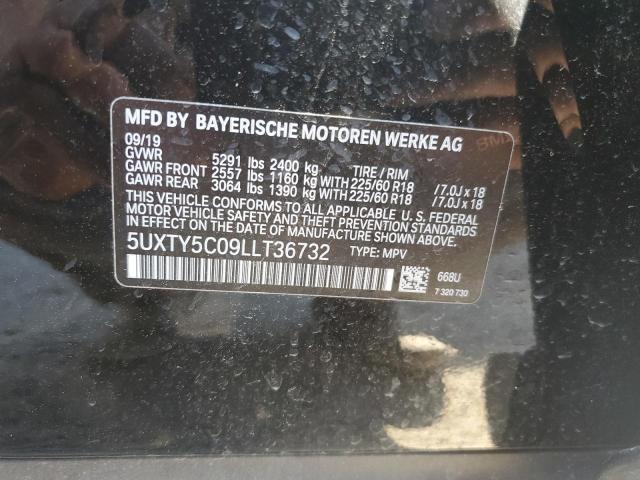 MFD BY BAYERISCHE MOTOREN WERKE AG
09/19
GVWR 5291 lbs 2400 kg TIRE / RIM
GAWR FRONT 2557 lbs 1160 kg WITH 225/60 R18 /7.0J x 18
GAWR REAR 3064 lbs 1390 kg WITH 225/60 R18 /7.0J x 18
THIS VEHICLE CONFORMS TO ALL APPLICABLE U. S. FEDERAL
MOTOR VEHICLE SAFETY, BUMPER, AND THEFT PREVENTION
STANDARDS IN EFFECT ON THE DATE OF MANUFACTURE SHOWN ABOVE.
5UXTY5C09LLT36732 TYPE: MPV
668U
7 320 730